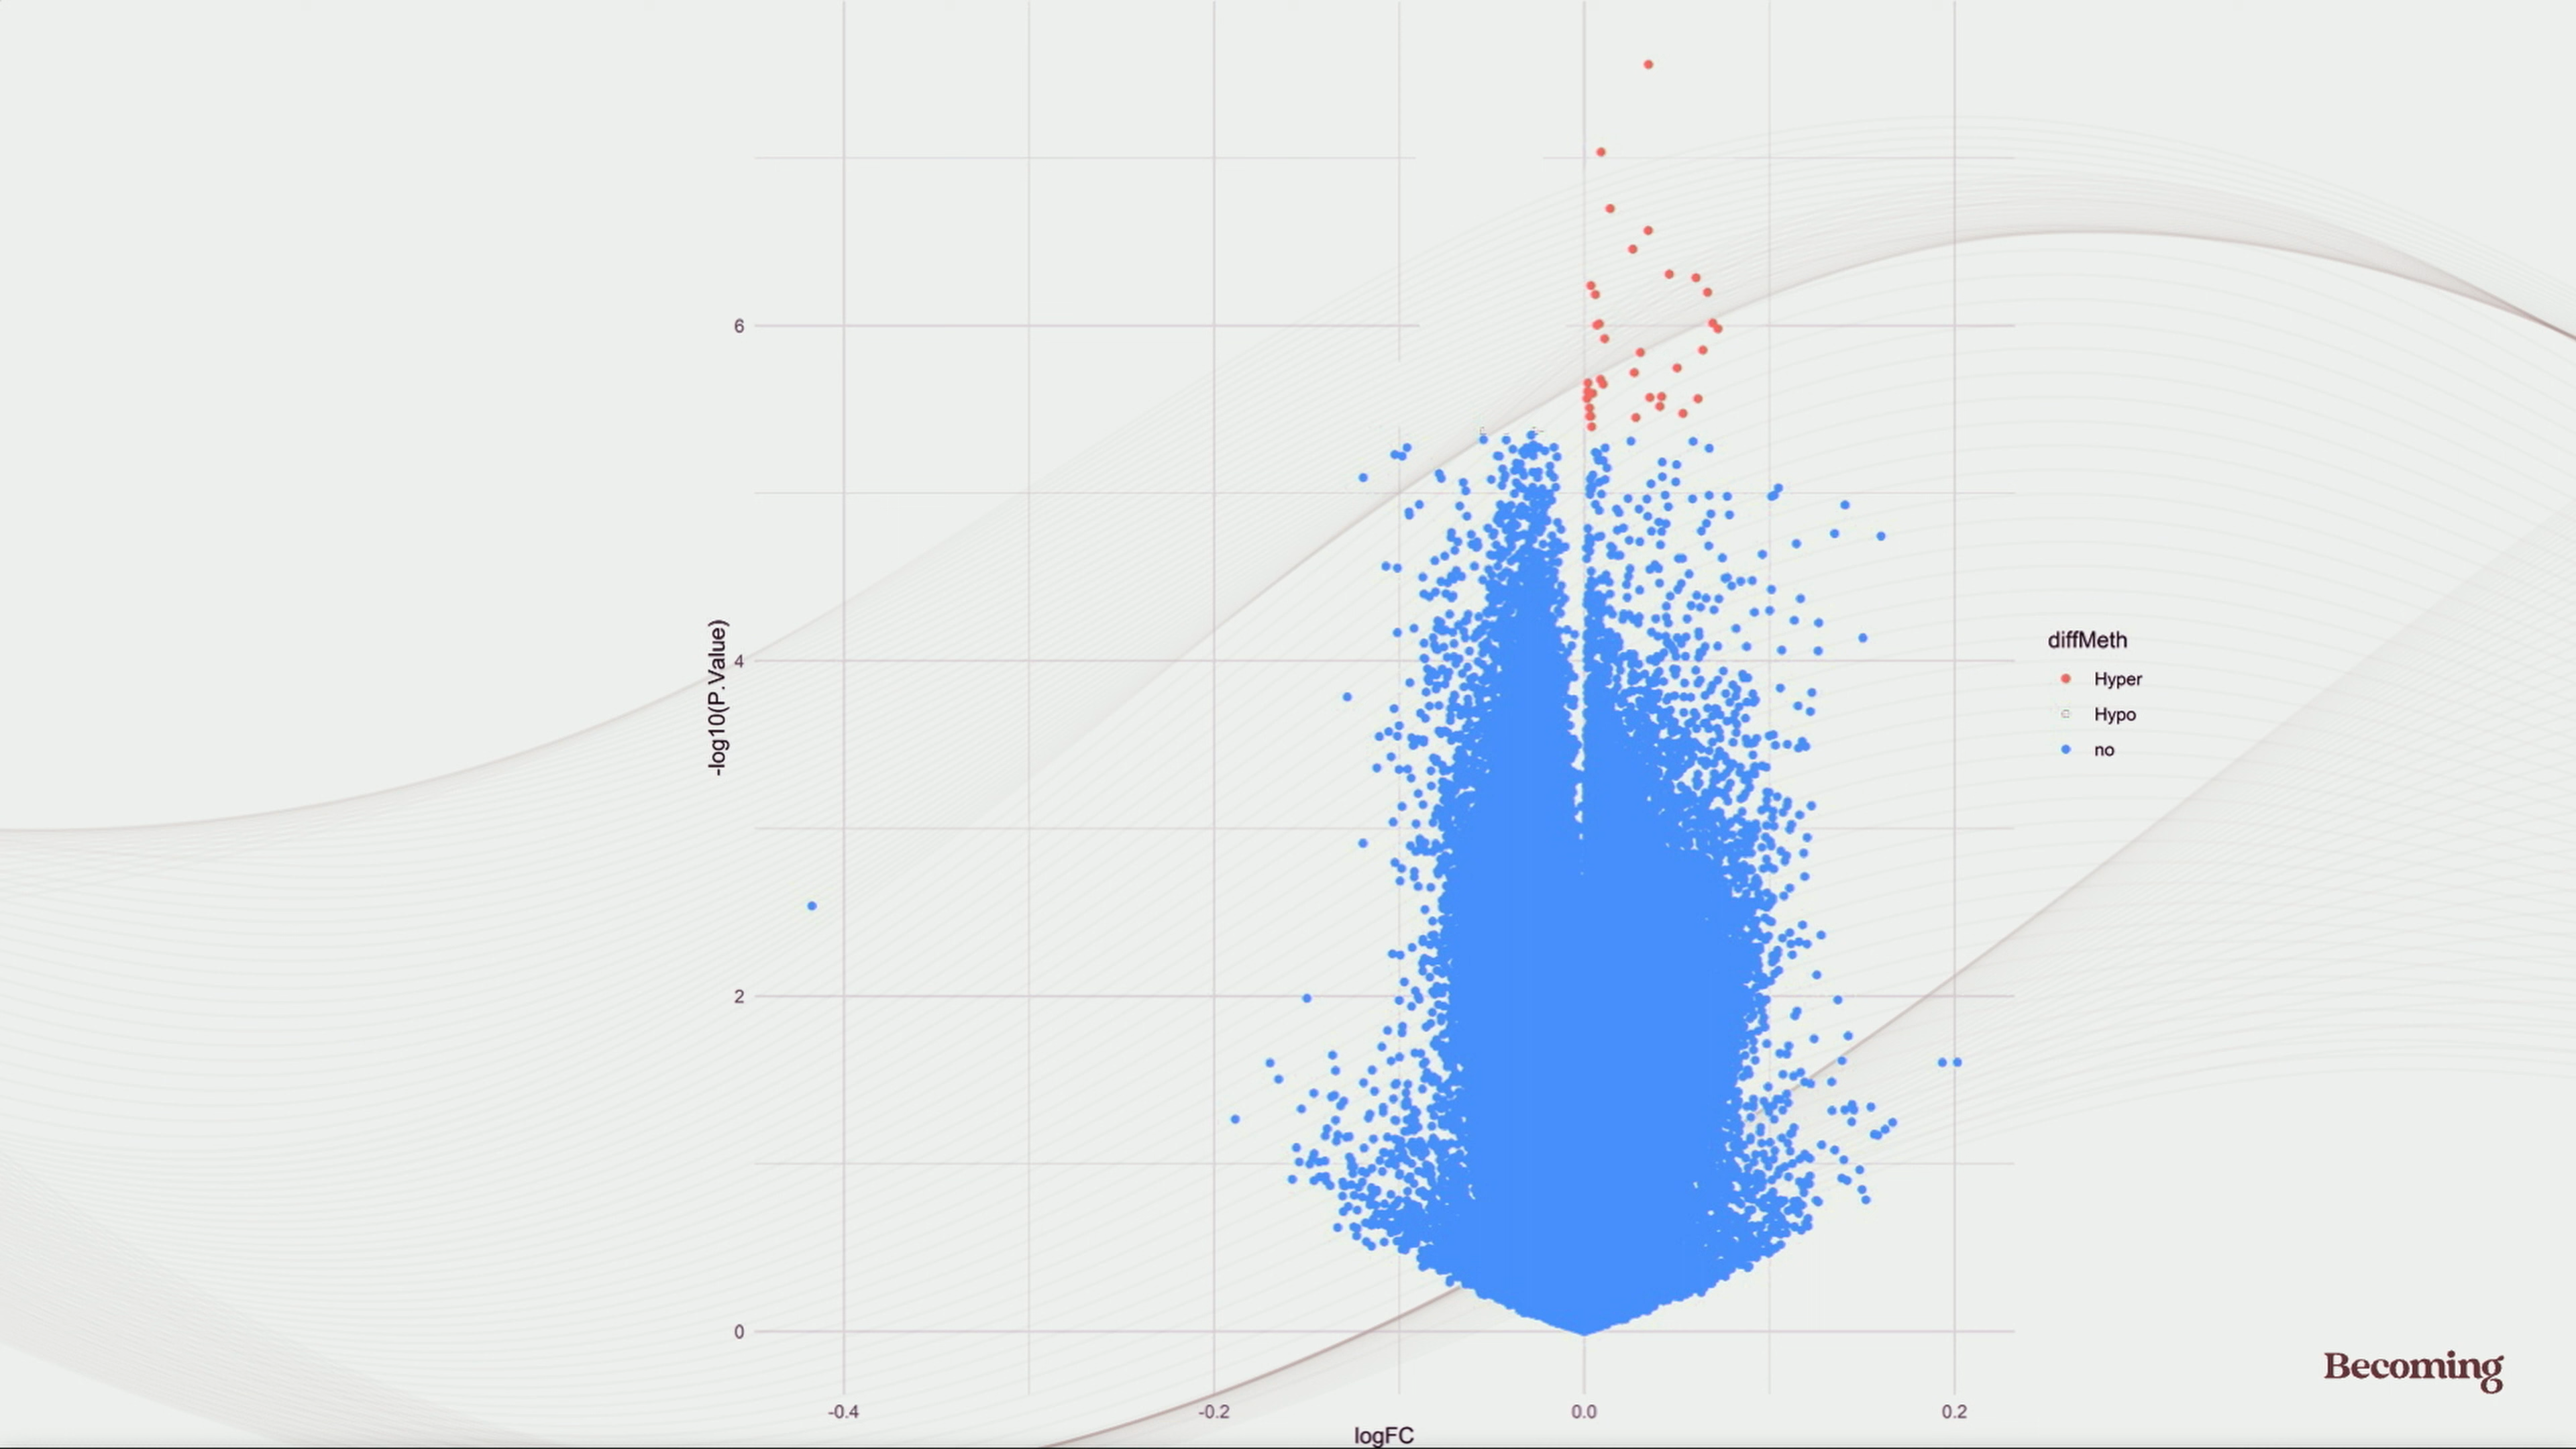 6
-log10(P.Value)
4
2
0
-0.4
-0.2
0.0
0.2
logFC
diffMeth
Hyper
Hypo
no
Becoming